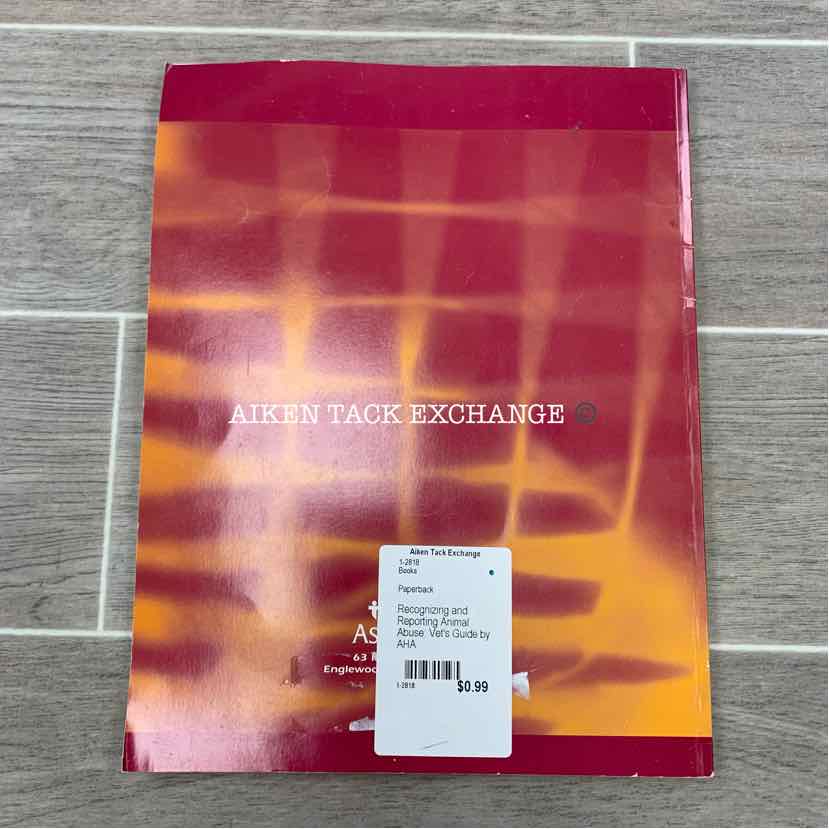 AIKEN TACK EXCHANGE ©
Aiken Tack Exchange
1-2818
Books
Paperback
Recognizing and
Reporting Animal
Abuse: Vet's Guide by
AHA
1-2818
$0.99
63